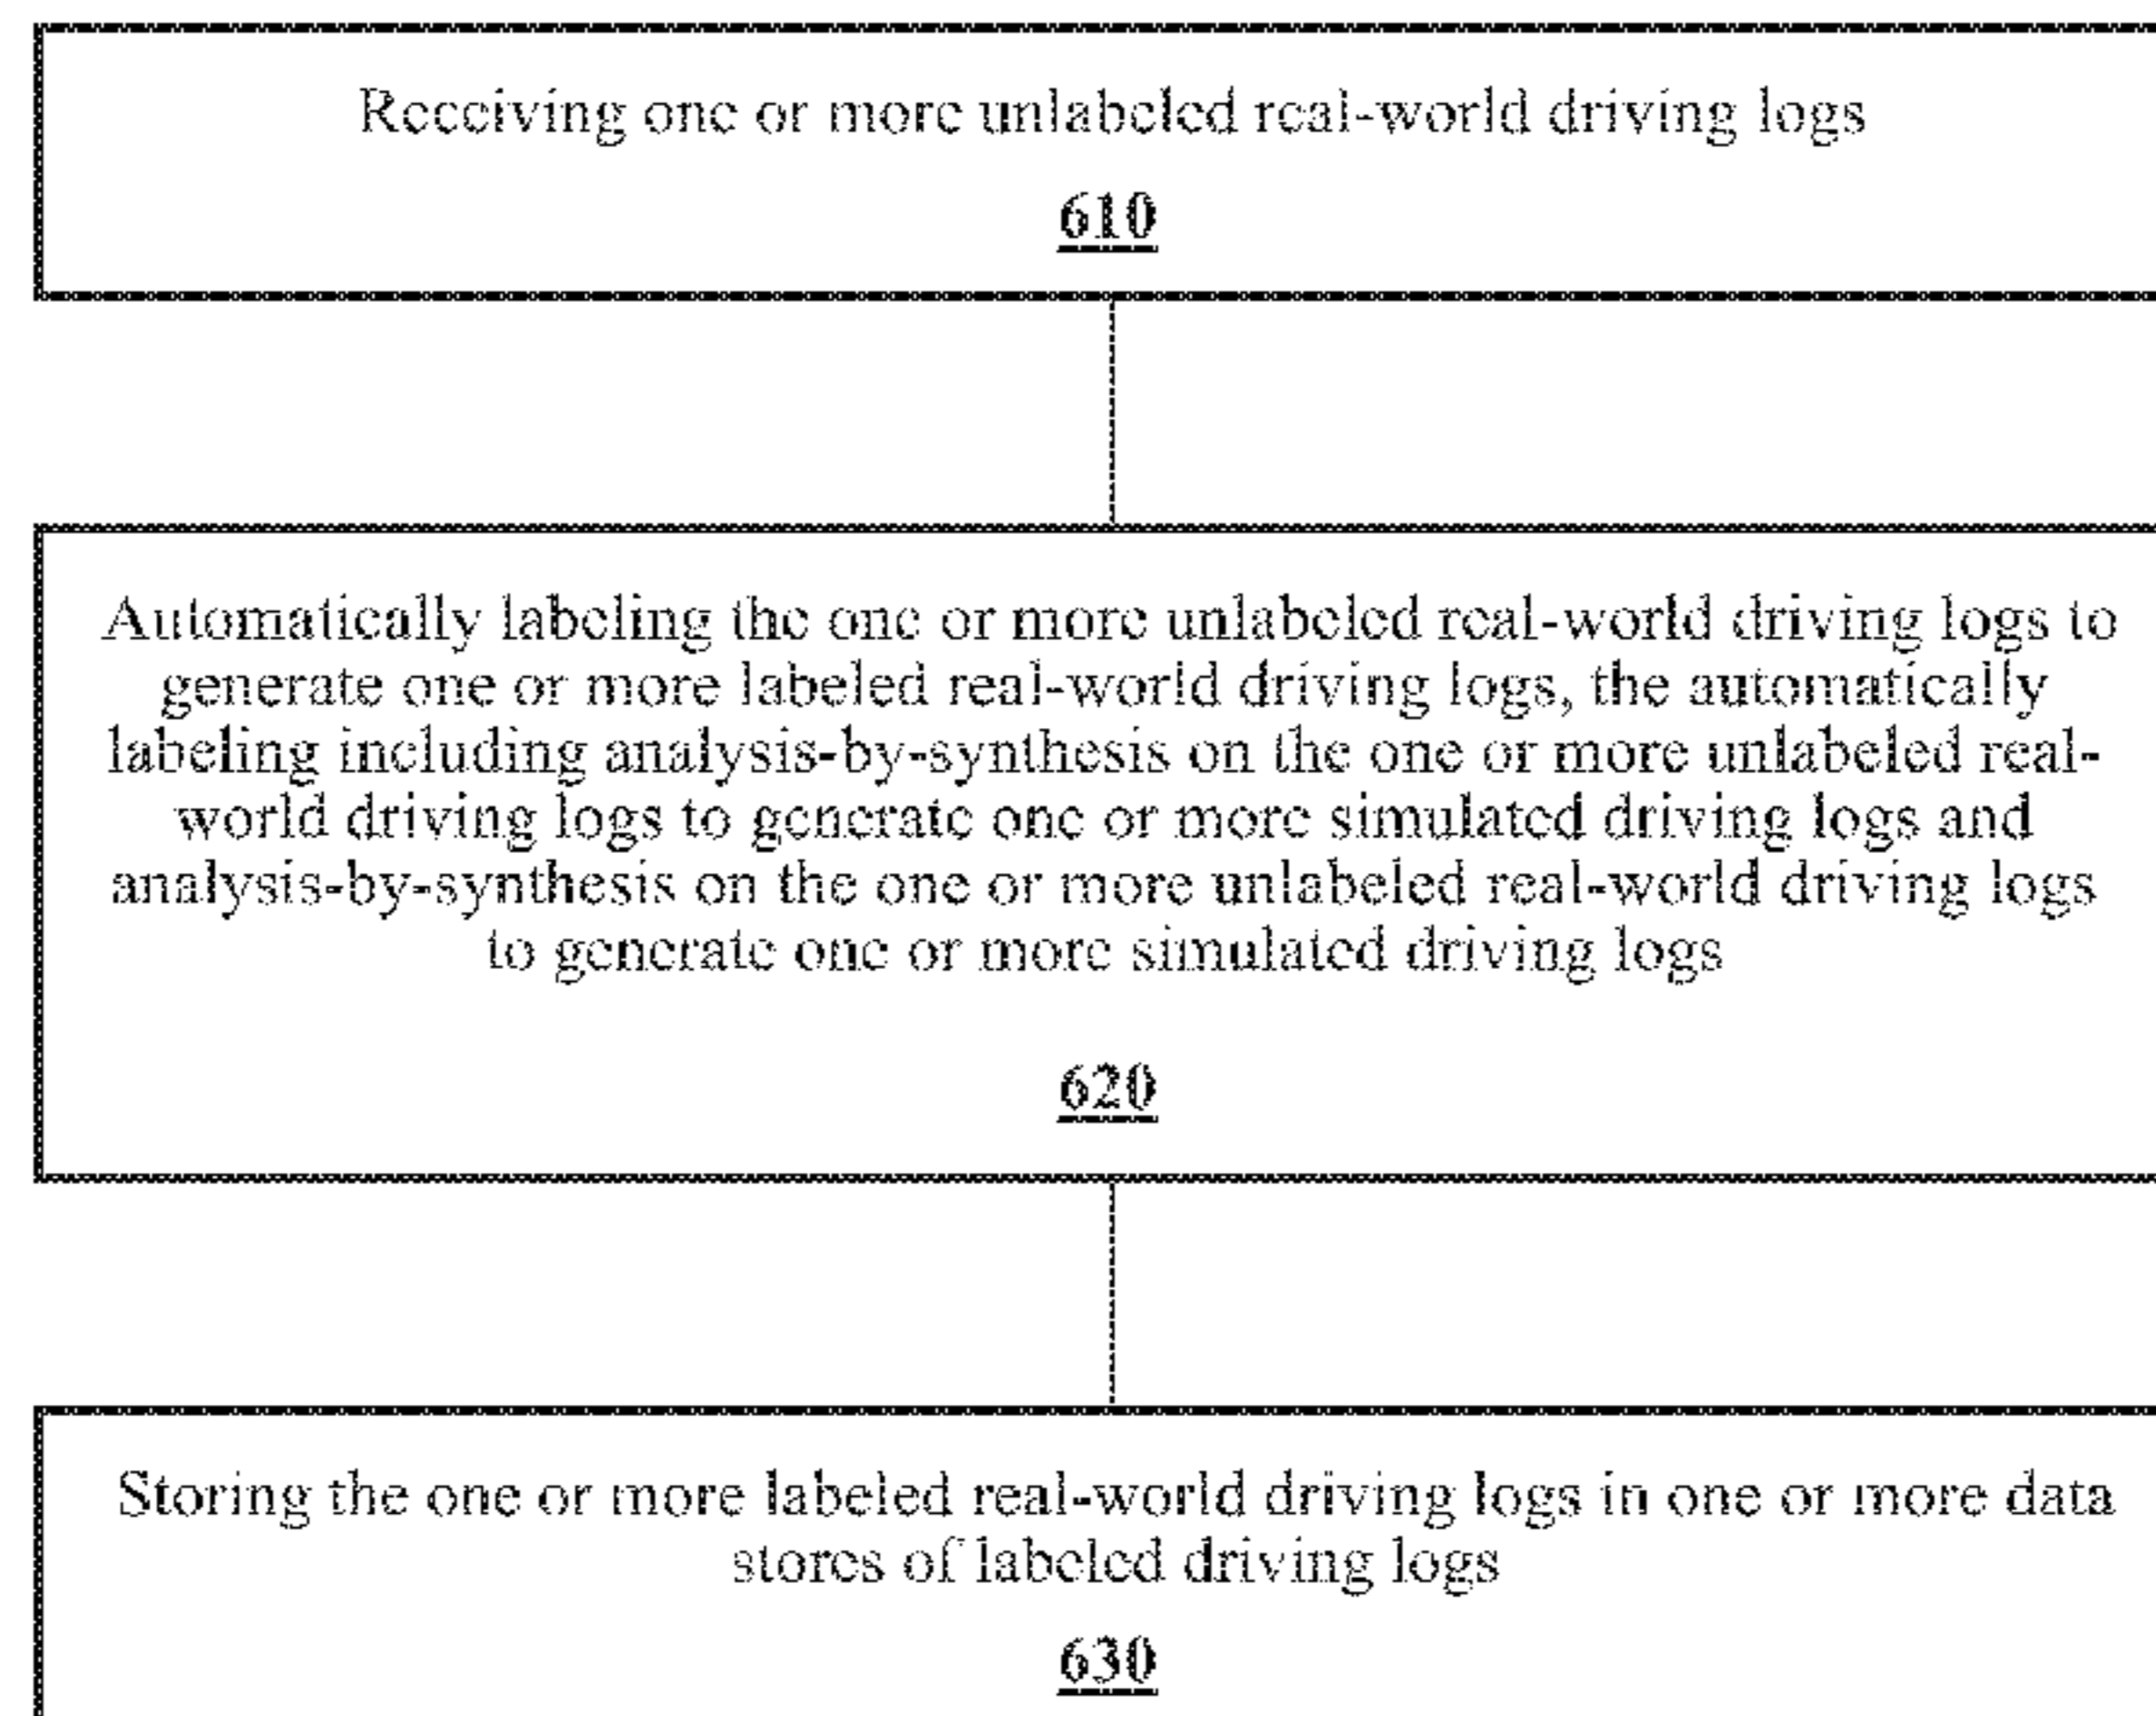 Receiving one or more unlabeled real-world driving logs
610
Automatically labeling the one or more unlabeled real-world driving logs to
generate one or more labeled real-world driving logs, the automatically
labeling including analysis-by-synthesis on the one or more unlabeled real-
world driving logs to generate one or more simulated driving logs and
analysis-by-synthesis on the one or more unlabeled real-world driving logs
to generate one or more simulated driving logs
620
Storing the one or more labeled real-world driving logs in one or more data
stores of labeled driving logs
630